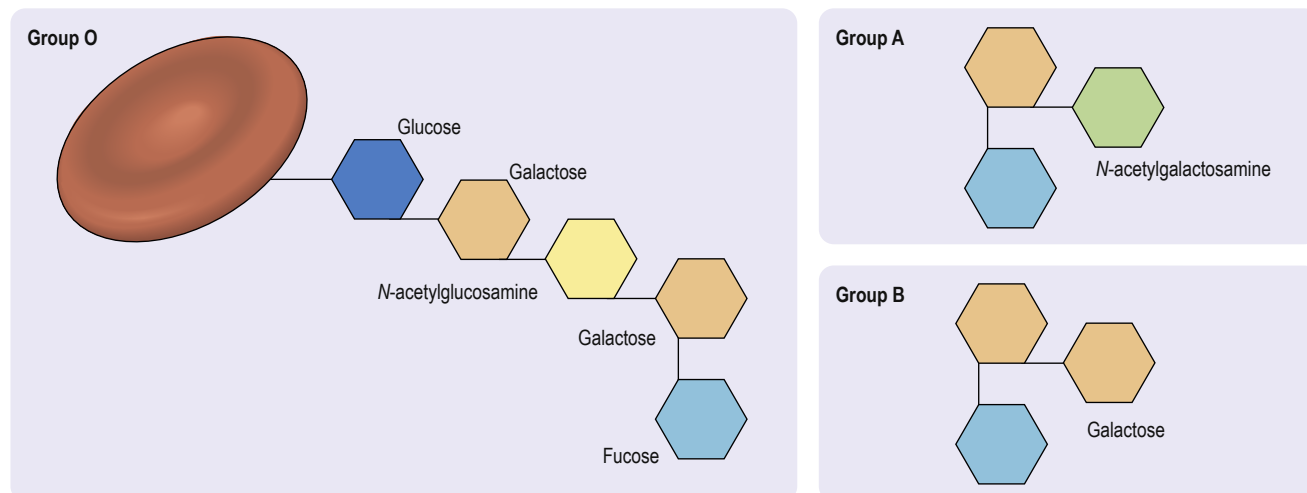 Group O
Glucose
Galactose
N-acetylglucosamine
Galactose
Fucose
Group A
N-acetylgalactosamine
Group B
Galactose